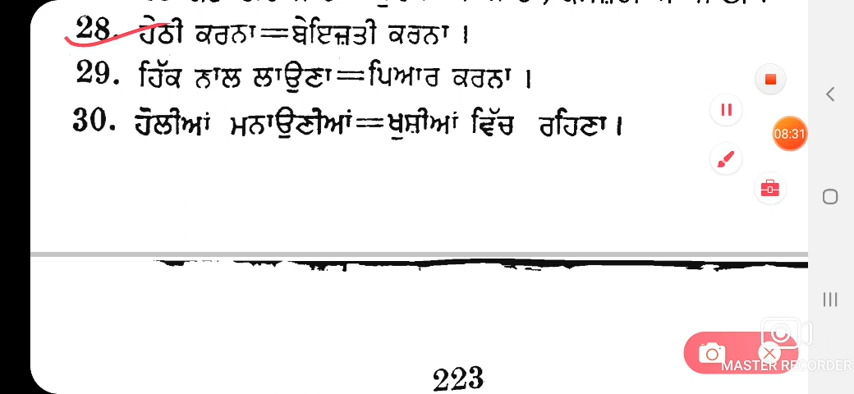 28. ਹੇਠੀ ਕਰਨਾ=ਬੇਇਜ਼ਤੀ ਕਰਨਾ ।
29. ਹਿੱਕ ਨਾਲ ਲਾਉਣਾ=ਪਿਆਰ ਕਰਨਾ ।
30. ਹੋਲੀਆਂ ਮਨਾਉਣੀਆਂ=ਖੁਸ਼ੀਆਂ ਵਿੱਚ ਰਹਿਣਾ ।
08:31
MASTER RECORDER
223